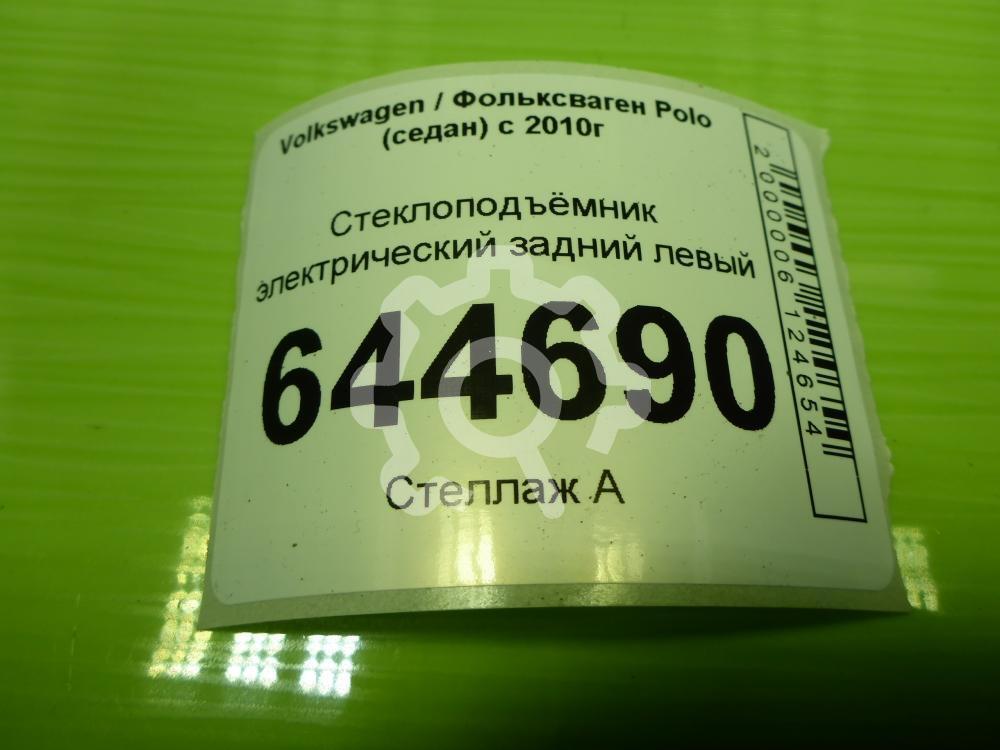 Volkswagen / Фольксваген Polo
(седан) с 2010г
Стеклоподъёмник
электрический задний левый
644690
Стеллаж А
2000006124654